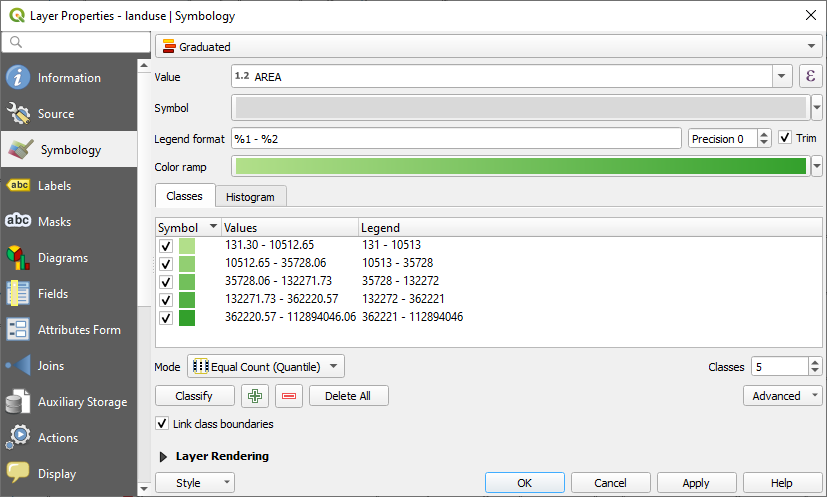 Layer Properties - landuse | Symbology
Information
Source
Symbology
abc Labels
abc Masks
Diagrams
Fields
Attributes Form
Joins
Auxiliary Storage
Actions
Display
Graduated
Value 1.2 AREA ε
Symbol
Legend format %1 - %2 Precision 0 Trim
Color ramp
Classes Histogram
Symbol Values Legend
131.30 - 10512.65 131 - 10513
10512.65 - 35728.06 10513 - 35728
35728.06 - 132271.73 35728 - 132272
132271.73 - 362220.57 132272 - 362221
362220.57 - 112894046.06 362221 - 112894046
Mode Equal Count (Quantile) Classes 5
Classify Delete All Advanced
Link class boundaries
Layer Rendering
Style OK Cancel Apply Help